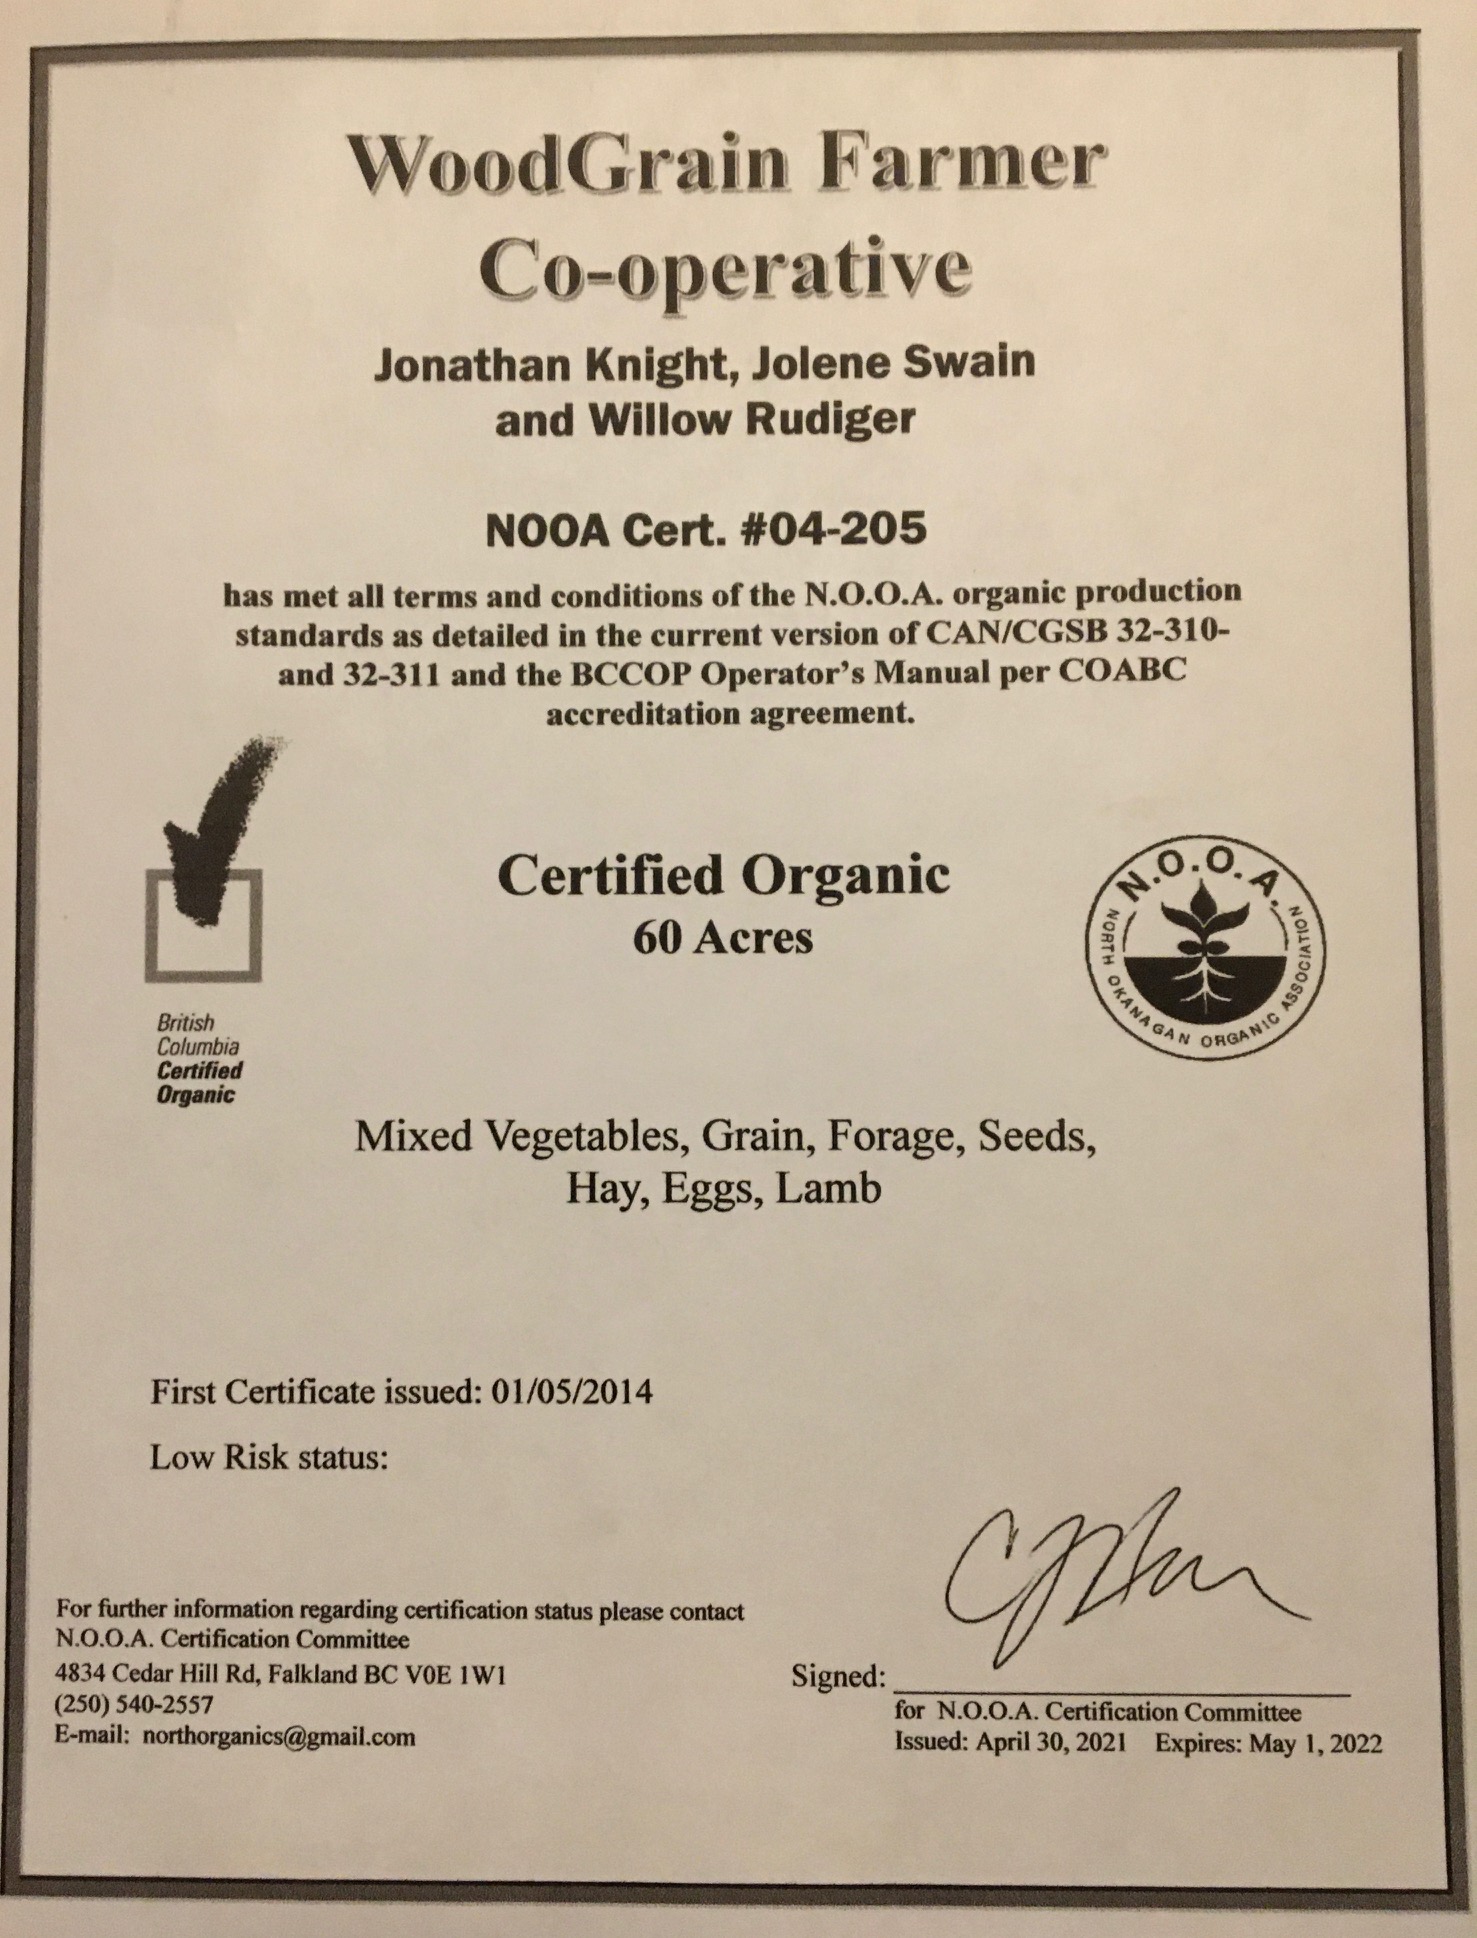 WoodGrain Farmer
Co-operative
Jonathan Knight, Jolene Swain
and Willow Rudiger
NOOA Cert. #04-205
has met all terms and conditions of the N.O.O.A. organic production
standards as detailed in the current version of CAN/CGSB 32-310-
and 32-311 and the BCCOP Operator's Manual per COABC
accreditation agreement.
British
Columbia
Certified
Organic
Certified Organic
60 Acres
N.O.O.A.
NORTH OKANAGAN ORGANIC ASSOCIATION
Mixed Vegetables, Grain, Forage, Seeds,
Hay, Eggs, Lamb
First Certificate issued: 01/05/2014
Low Risk status:
For further information regarding certification status please contact
N.O.O.A. Certification Committee
4834 Cedar Hill Rd, Falkland BC V0E 1W1
(250) 540-2557
E-mail: northorganics@gmail.com
Signed:
for N.O.O.A. Certification Committee
Issued: April 30, 2021 Expires: May 1, 2022